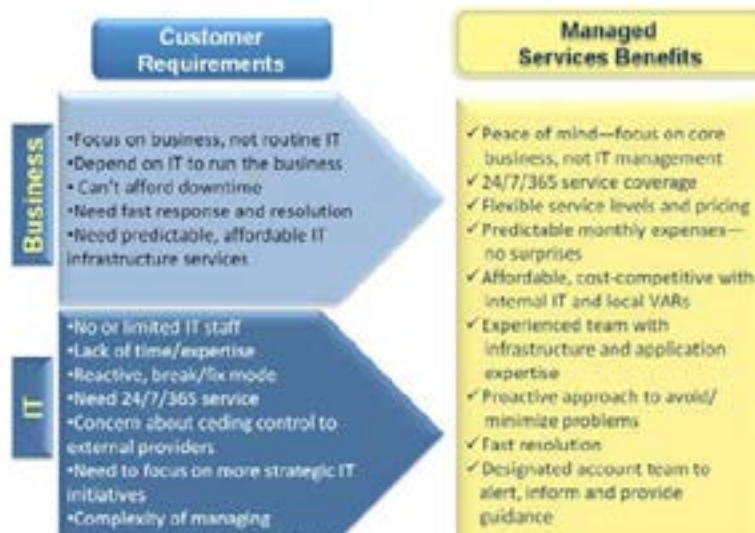 Customer
Requirements
Managed
Services Benefits
Business
•Focus on business, not routine IT
•Depend on IT to run the business
• Can't afford downtime
•Need fast response and resolution
•Need predictable, affordable IT
infrastructure services
IT
•No or limited IT staff
•Lack of time/expertise
•Reactive, break/fix mode
•Need 24/7/365 service
•Concern about ceding control to
external providers
•Need to focus on more strategic IT
initiatives
•Complexity of managing
✓Peace of mind—focus on core
business, not IT management
✓24/7/365 service coverage
✓Flexible service levels and pricing
✓Predictable monthly expenses—
no surprises
✓Affordable, cost-competitive with
internal IT and local VARs
✓Experienced team with
infrastructure and application
expertise
✓Proactive approach to avoid/
minimize problems
✓Fast resolution
✓Designated account team to
alert, inform and provide
guidance